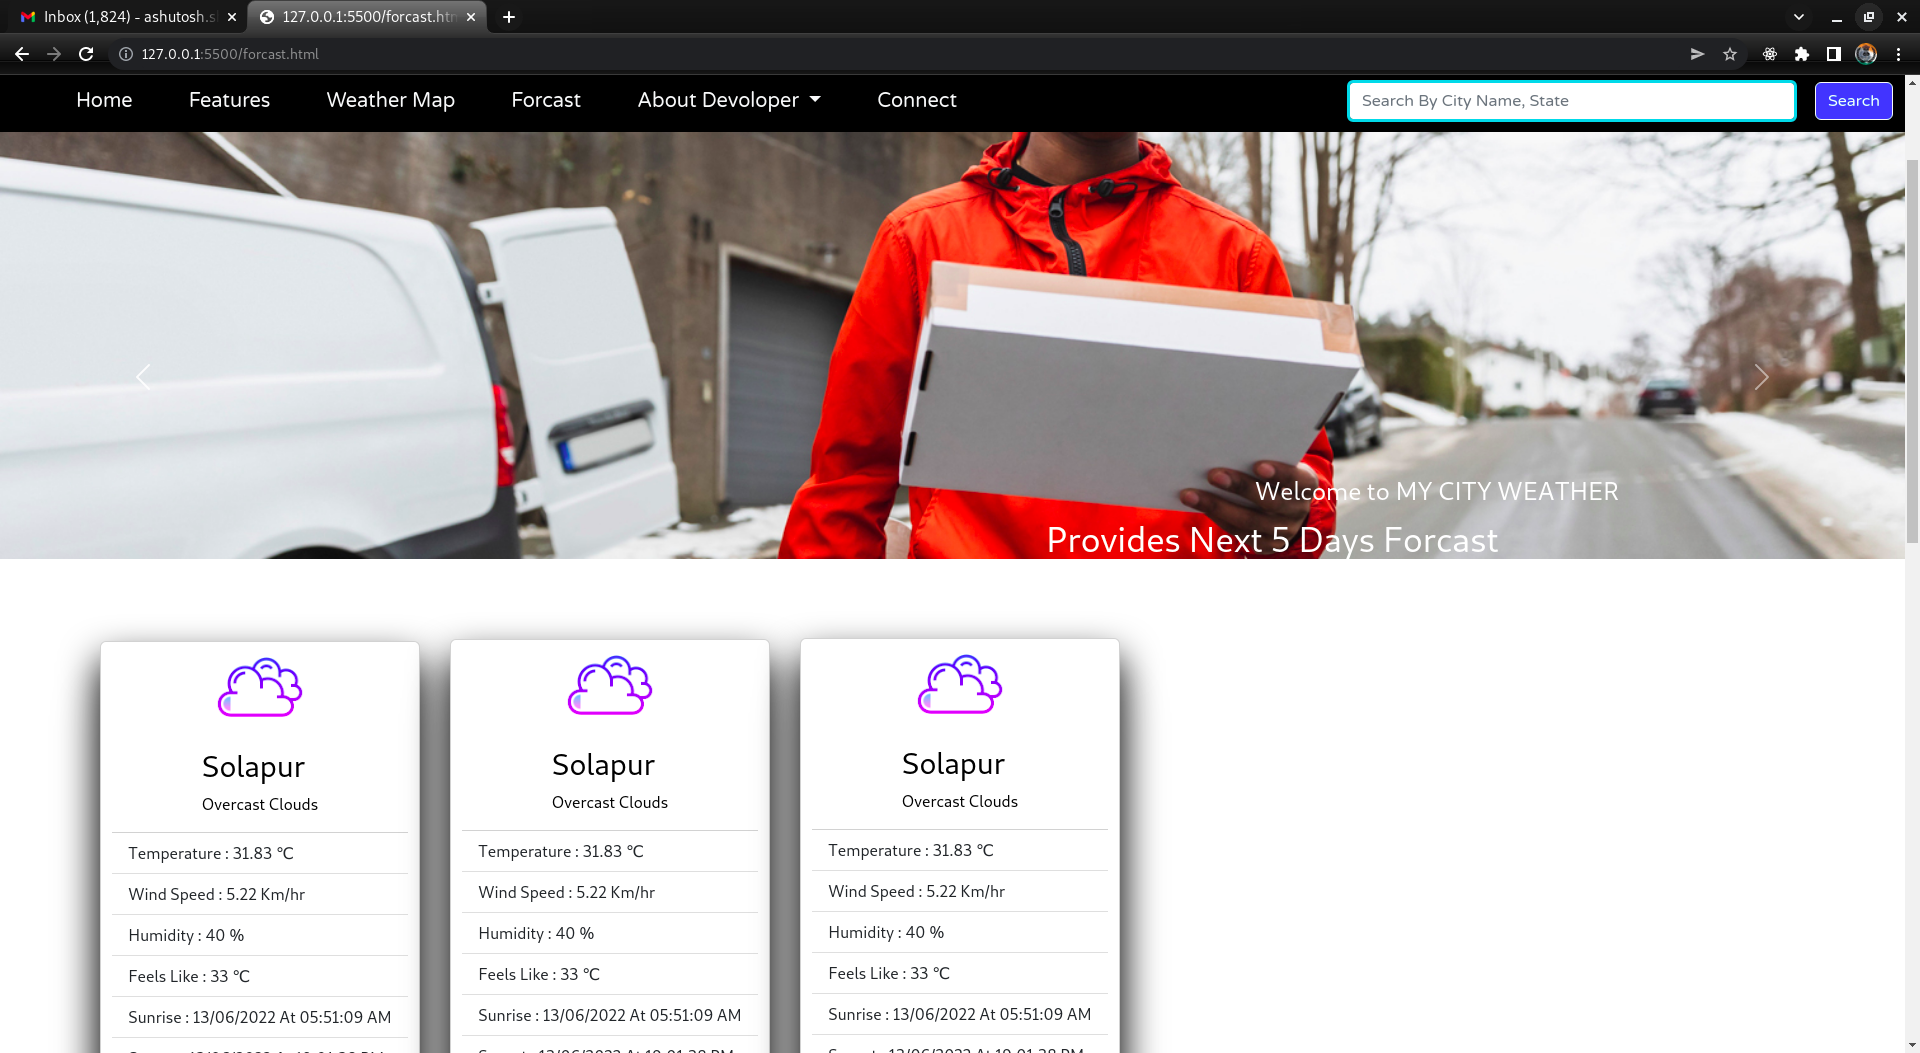 Inbox (1,824) - ashutosh.s
127.0.0.1:5500/forcast.htm
127.0.0.1:5500/forcast.html
Home Features Weather Map Forcast About Devoloper Connect Search By City Name, State Search
Welcome to MY CITY WEATHER
Provides Next 5 Days Forcast
Solapur
Overcast Clouds
Temperature : 31.83 °C
Wind Speed : 5.22 Km/hr
Humidity : 40 %
Feels Like : 33 °C
Sunrise : 13/06/2022 At 05:51:09 AM
Solapur
Overcast Clouds
Temperature : 31.83 °C
Wind Speed : 5.22 Km/hr
Humidity : 40 %
Feels Like : 33 °C
Sunrise : 13/06/2022 At 05:51:09 AM
Solapur
Overcast Clouds
Temperature : 31.83 °C
Wind Speed : 5.22 Km/hr
Humidity : 40 %
Feels Like : 33 °C
Sunrise : 13/06/2022 At 05:51:09 AM